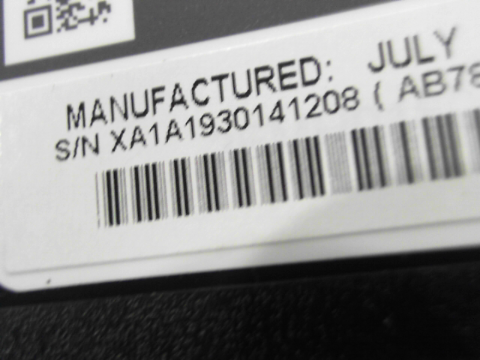 MANUFACTURED: JULY
S/N XA1A1930141208 ( AB78